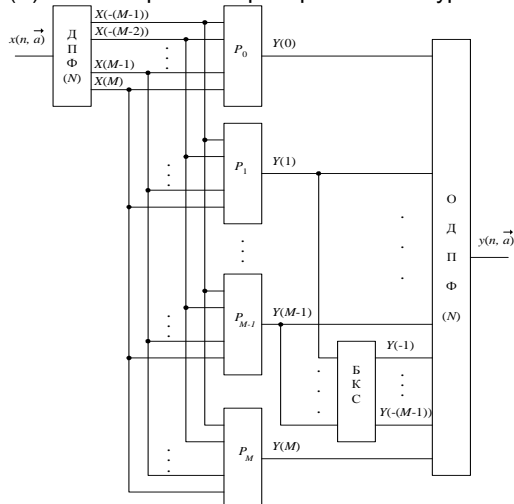 X(-(M-1))
X(-(M-2))
X(M-1)
X(M)
x(n, a)
Д
П
Ф
(N)
P0
Y(0)
P1
Y(1)
PM-1
Y(M-1)
PM
Y(M)
Б
К
С
Y(-1)
Y(-(M-1))
О
Д
П
Ф
(N)
y(n, a)